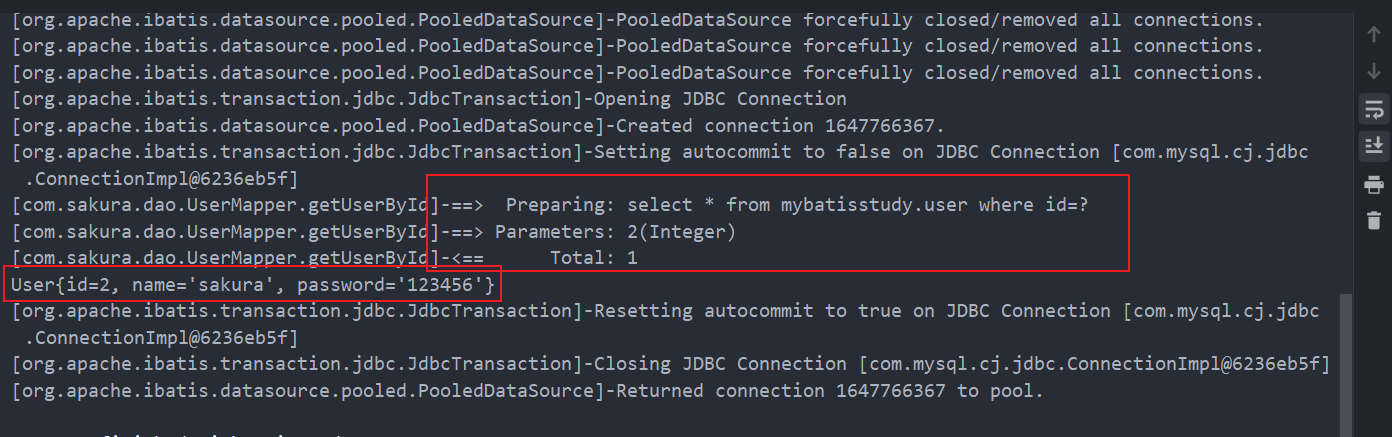 [org.apache.ibatis.datasource.pooled.PooledDataSource]-PooledDataSource forcefully closed/removed all connections.
[org.apache.ibatis.datasource.pooled.PooledDataSource]-PooledDataSource forcefully closed/removed all connections.
[org.apache.ibatis.datasource.pooled.PooledDataSource]-PooledDataSource forcefully closed/removed all connections.
[org.apache.ibatis.transaction.jdbc.JdbcTransaction]-Opening JDBC Connection
[org.apache.ibatis.datasource.pooled.PooledDataSource]-Created connection 1647766367.
[org.apache.ibatis.transaction.jdbc.JdbcTransaction]-Setting autocommit to false on JDBC Connection [com.mysql.cj.jdbc
.ConnectionImpl@6236eb5f]
[com.sakura.dao.UserMapper.getUserById]-==>  Preparing: select * from mybatisstudy.user where id=?
[com.sakura.dao.UserMapper.getUserById]-==> Parameters: 2(Integer)
[com.sakura.dao.UserMapper.getUserById]-<==      Total: 1
User{id=2, name='sakura', password='123456'}
[org.apache.ibatis.transaction.jdbc.JdbcTransaction]-Resetting autocommit to true on JDBC Connection [com.mysql.cj.jdbc
.ConnectionImpl@6236eb5f]
[org.apache.ibatis.transaction.jdbc.JdbcTransaction]-Closing JDBC Connection [com.mysql.cj.jdbc.ConnectionImpl@6236eb5f]
[org.apache.ibatis.datasource.pooled.PooledDataSource]-Returned connection 1647766367 to pool.